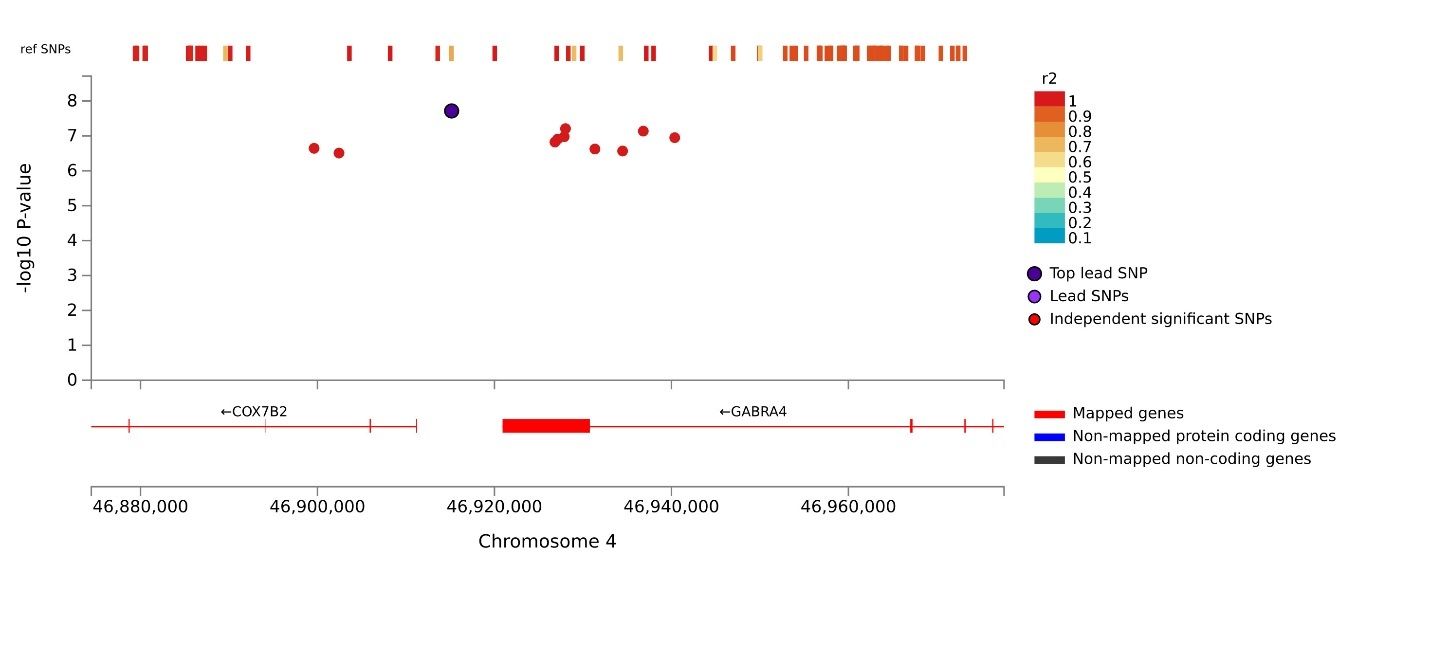 ref SNPs
r2
1
0.9
0.8
0.7
0.6
0.5
0.4
0.3
0.2
0.1
8
7
6
5
4
3
2
1
0
-log10 P-value
Top lead SNP
Lead SNPs
Independent significant SNPs
←COX7B2
←GABRA4
Mapped genes
Non-mapped protein coding genes
Non-mapped non-coding genes
46,880,000 46,900,000 46,920,000 46,940,000 46,960,000
Chromosome 4